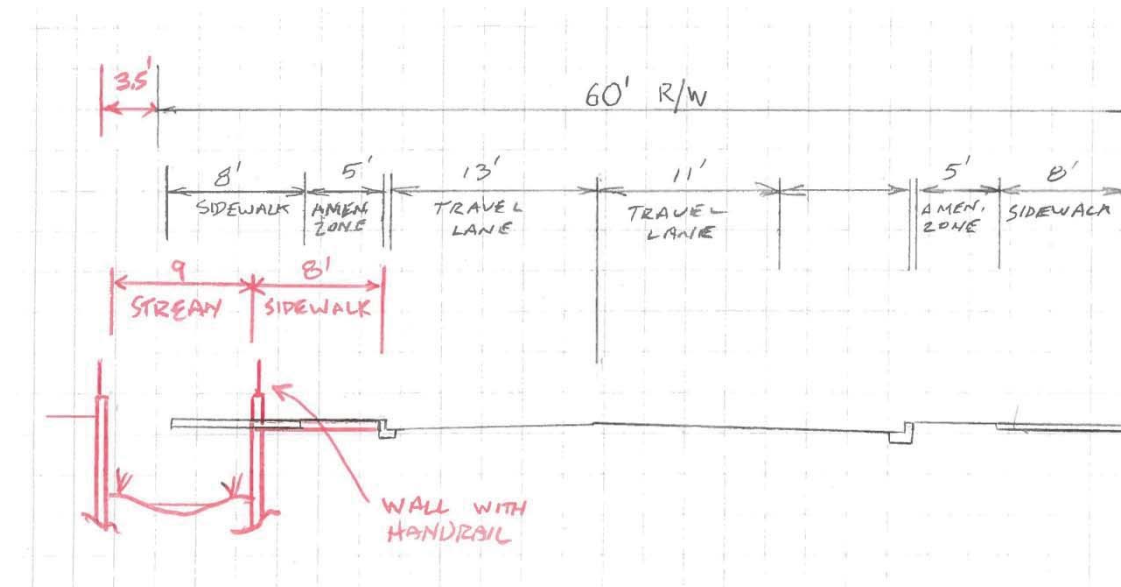 3.5'
60' R/W
8'
5'
13'
11'
5'
8'
SIDEWALK
AMEN.
ZONE
TRAVEL
LANE
TRAVEL
LANE
AMEN.
ZONE
SIDEWALK
9
8'
STREAM
SIDEWALK
WALL WITH
HANDRAIL